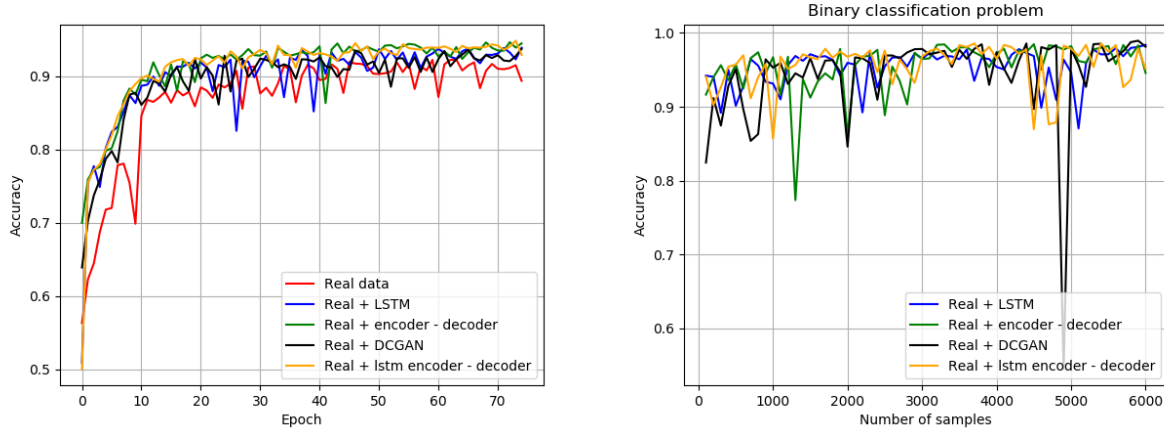 0.9
0.8
0.7
0.6
0.5
Accuracy
Real data
Real + LSTM
Real + encoder - decoder
Real + DCGAN
Real + lstm encoder - decoder
0 10 20 30 40 50 60 70
Epoch
Binary classification problem
1.0
0.9
0.8
0.7
0.6
Accuracy
Real + LSTM
Real + encoder - decoder
Real + DCGAN
Real + lstm encoder - decoder
0 1000 2000 3000 4000 5000 6000
Number of samples